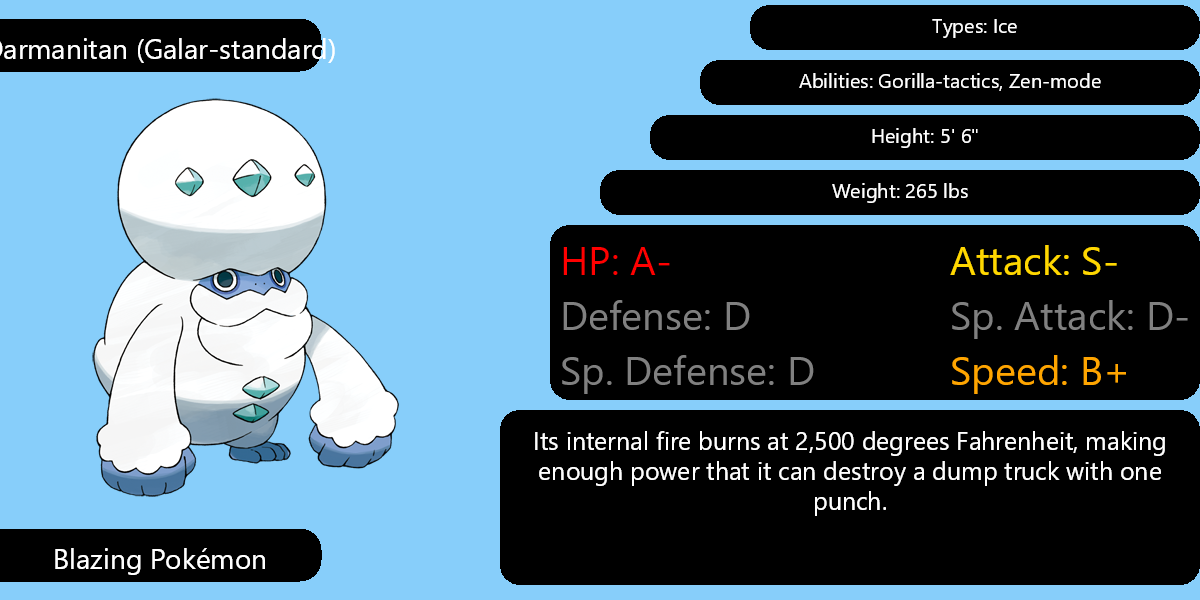 Darmanitan (Galar-standard)
Types: Ice
Abilities: Gorilla-tactics, Zen-mode
Height: 5' 6"
Weight: 265 lbs
HP: A-
Attack: S-
Defense: D
Sp. Attack: D-
Sp. Defense: D
Speed: B+
Its internal fire burns at 2,500 degrees Fahrenheit, making
enough power that it can destroy a dump truck with one
punch.
Blazing Pokémon